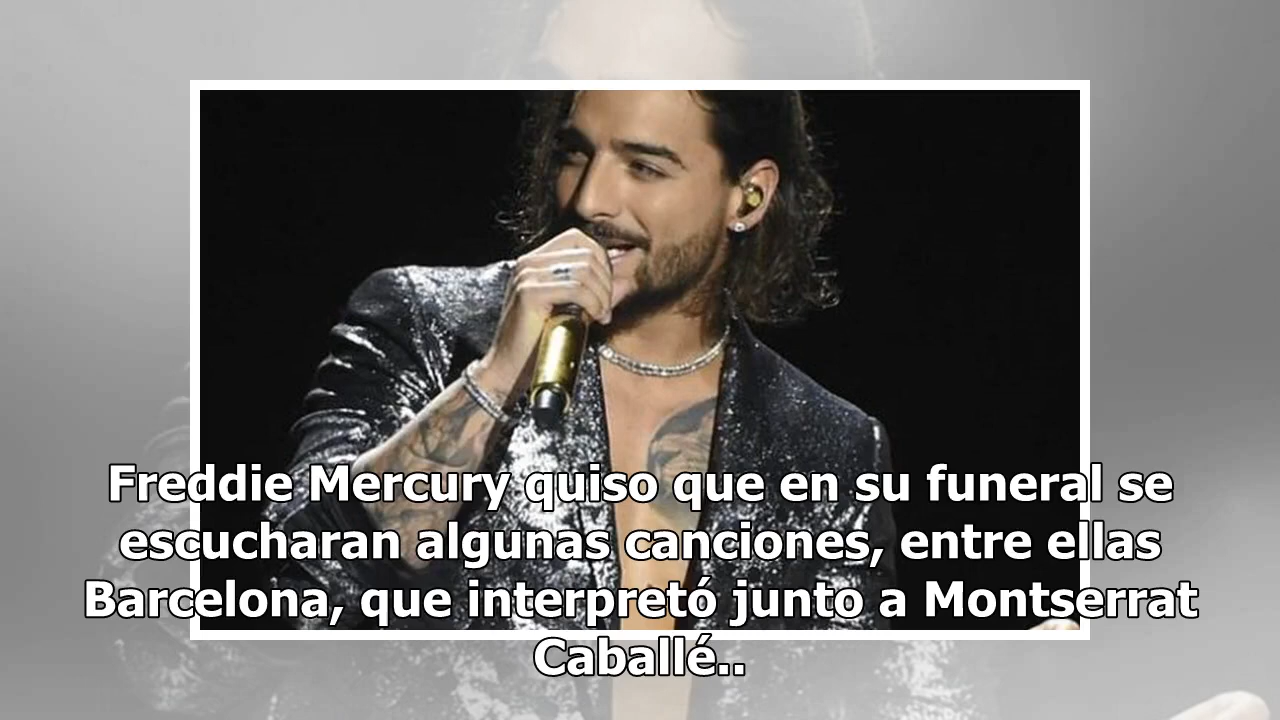 Freddie Mercury quiso que en su funeral se
escucharan algunas canciones, entre ellas
Barcelona, que interpretó junto a Montserrat
Caballé..